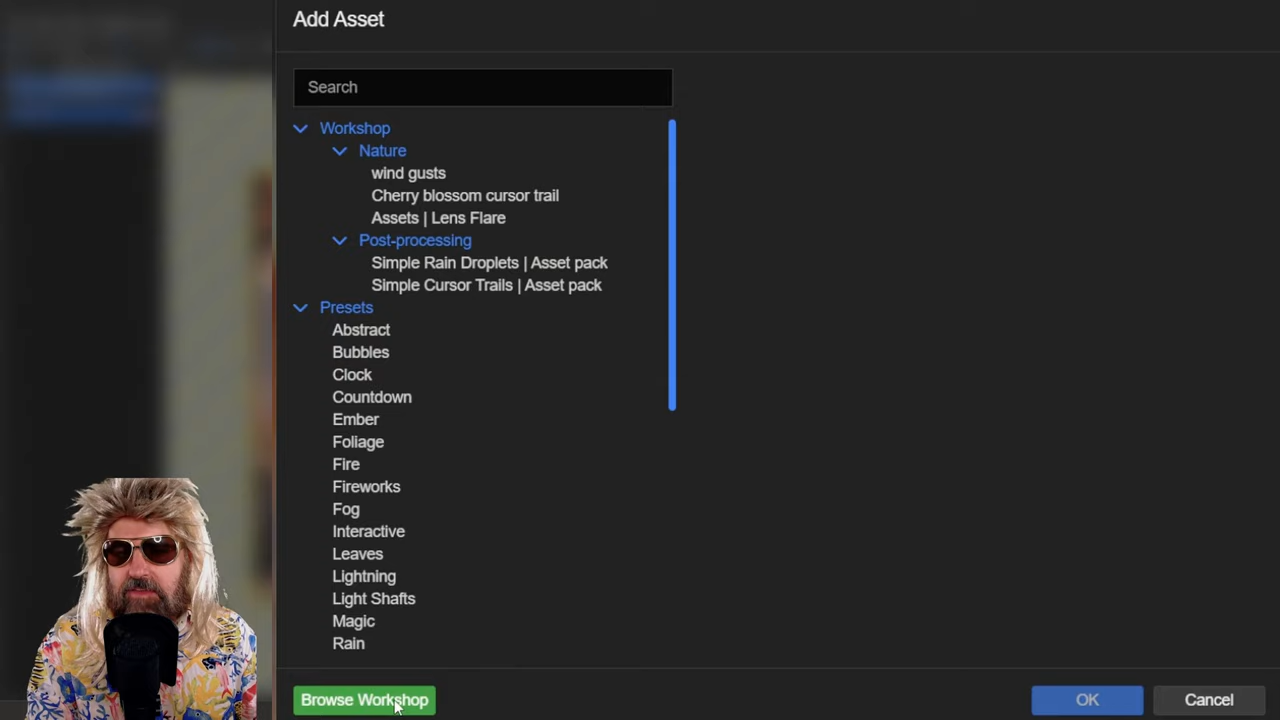 Add Asset
Search
Workshop
Nature
wind gusts
Cherry blossom cursor trail
Assets | Lens Flare
Post-processing
Simple Rain Droplets | Asset pack
Simple Cursor Trails | Asset pack
Presets
Abstract
Bubbles
Clock
Countdown
Ember
Foliage
Fire
Fireworks
Fog
Interactive
Leaves
Lightning
Light Shafts
Magic
Rain
Browse Workshop
OK
Cancel